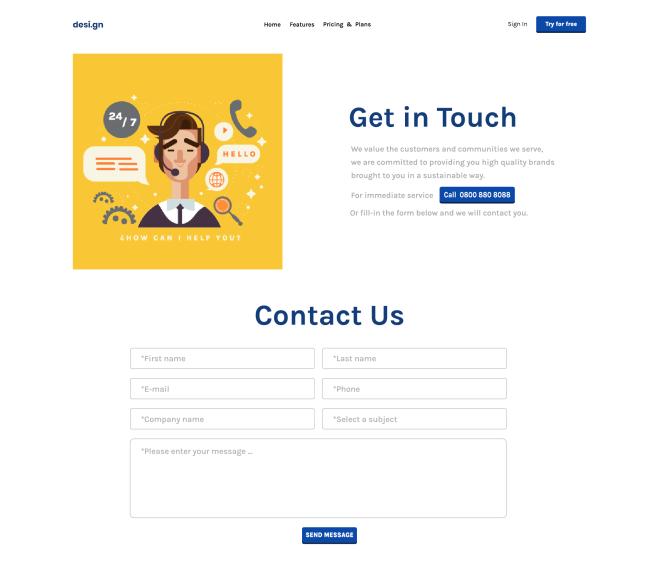 desi.gn
Home Features Pricing & Plans
Sign In Try for free
24/7
HELLO
¿HOW CAN I HELP YOU?
Get in Touch
We value the customers and communities we serve,
we are committed to providing you high quality brands
brought to you in a sustainable way.
For immediate service Call 0800 880 8088
Or fill-in the form below and we will contact you.
Contact Us
*First name *Last name
*E-mail *Phone
*Company name *Select a subject
*Please enter your message ...
SEND MESSAGE